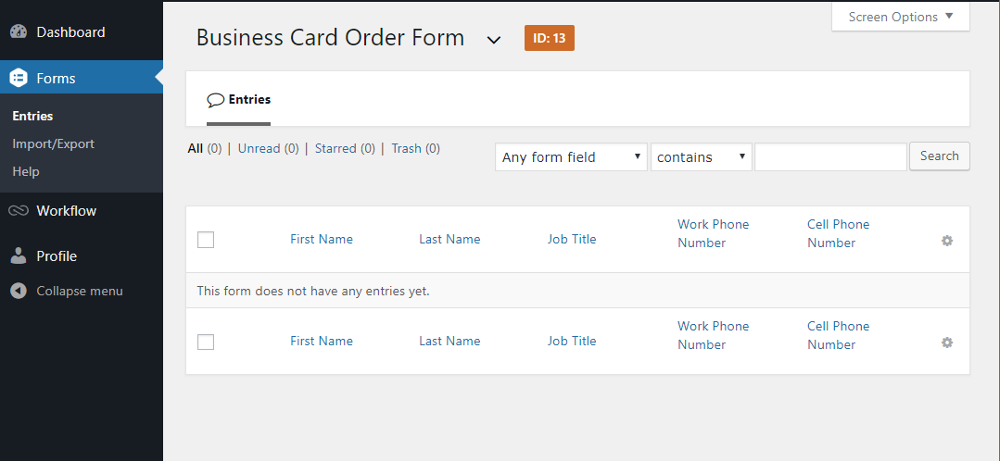 Screen Options ▼
Dashboard
Business Card Order Form ID: 13
Forms
Entries
Entries
Import/Export
Help
All (0) | Unread (0) | Starred (0) | Trash (0)
Any form field contains Search
Workflow
Profile
Collapse menu
First Name Last Name Job Title Work Phone Number Cell Phone Number
This form does not have any entries yet.
First Name Last Name Job Title Work Phone Number Cell Phone Number